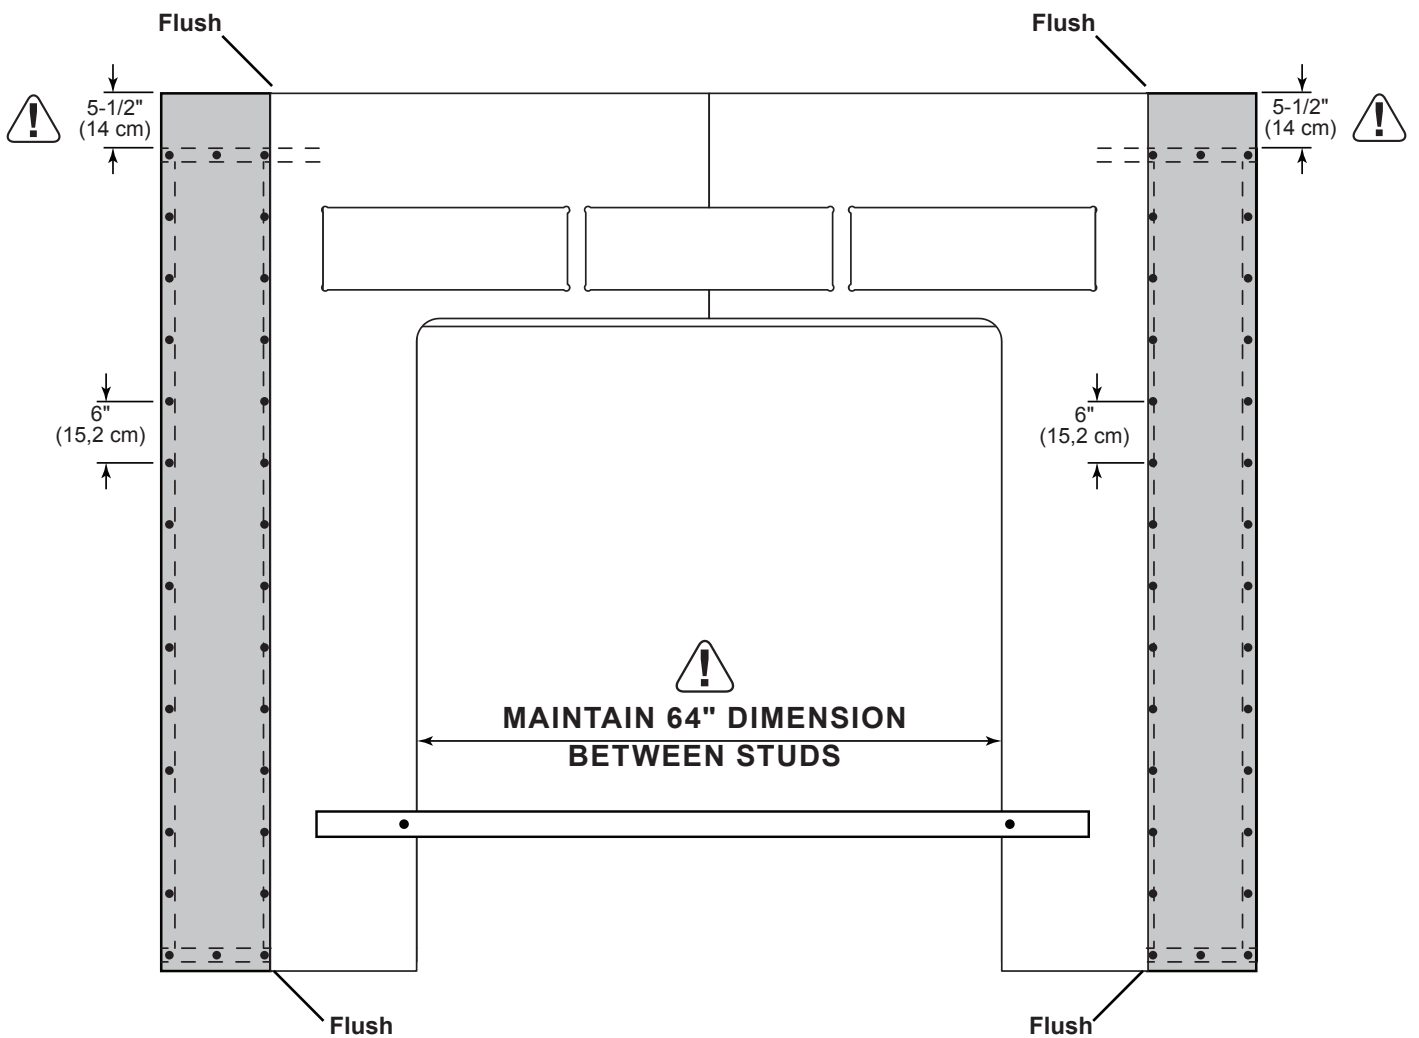 Flush
Flush
5-1/2"
(14 cm)
5-1/2"
(14 cm)
6"
(15,2 cm)
6"
(15,2 cm)
MAINTAIN 64" DIMENSION
BETWEEN STUDS
Flush
Flush